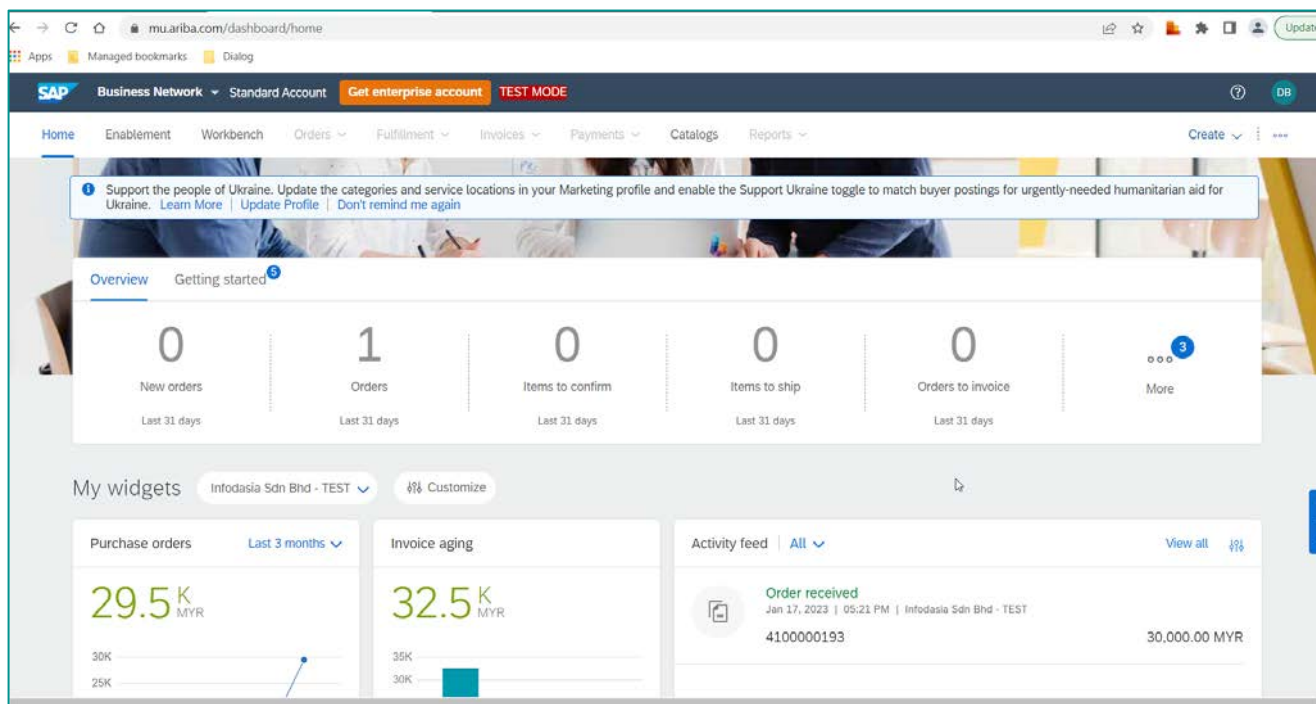 mu.ariba.com/dashboard/home
Update
Apps Managed bookmarks Dialog
SAP Business Network Standard Account Get enterprise account TEST MODE DB
Home Enablement Workbench Orders Fulfillment Invoices Payments Catalogs Reports Create
Support the people of Ukraine. Update the categories and service locations in your Marketing profile and enable the Support Ukraine toggle to match buyer postings for urgently-needed humanitarian aid for
Ukraine. Learn More | Update Profile | Don't remind me again
Overview Getting started 5
0 1 0 0 0 3
New orders Orders Items to confirm Items to ship Orders to invoice More
Last 31 days Last 31 days Last 31 days Last 31 days Last 31 days
My widgets Infodasia Sdn Bhd - TEST Customize
Purchase orders Last 3 months Invoice aging Activity feed All View all
29.5 K MYR 32.5 K MYR
Order received
Jan 17, 2023 | 05:21 PM | Infodasia Sdn Bhd - TEST
4100000193 30,000.00 MYR
30K 35K
25K 30K